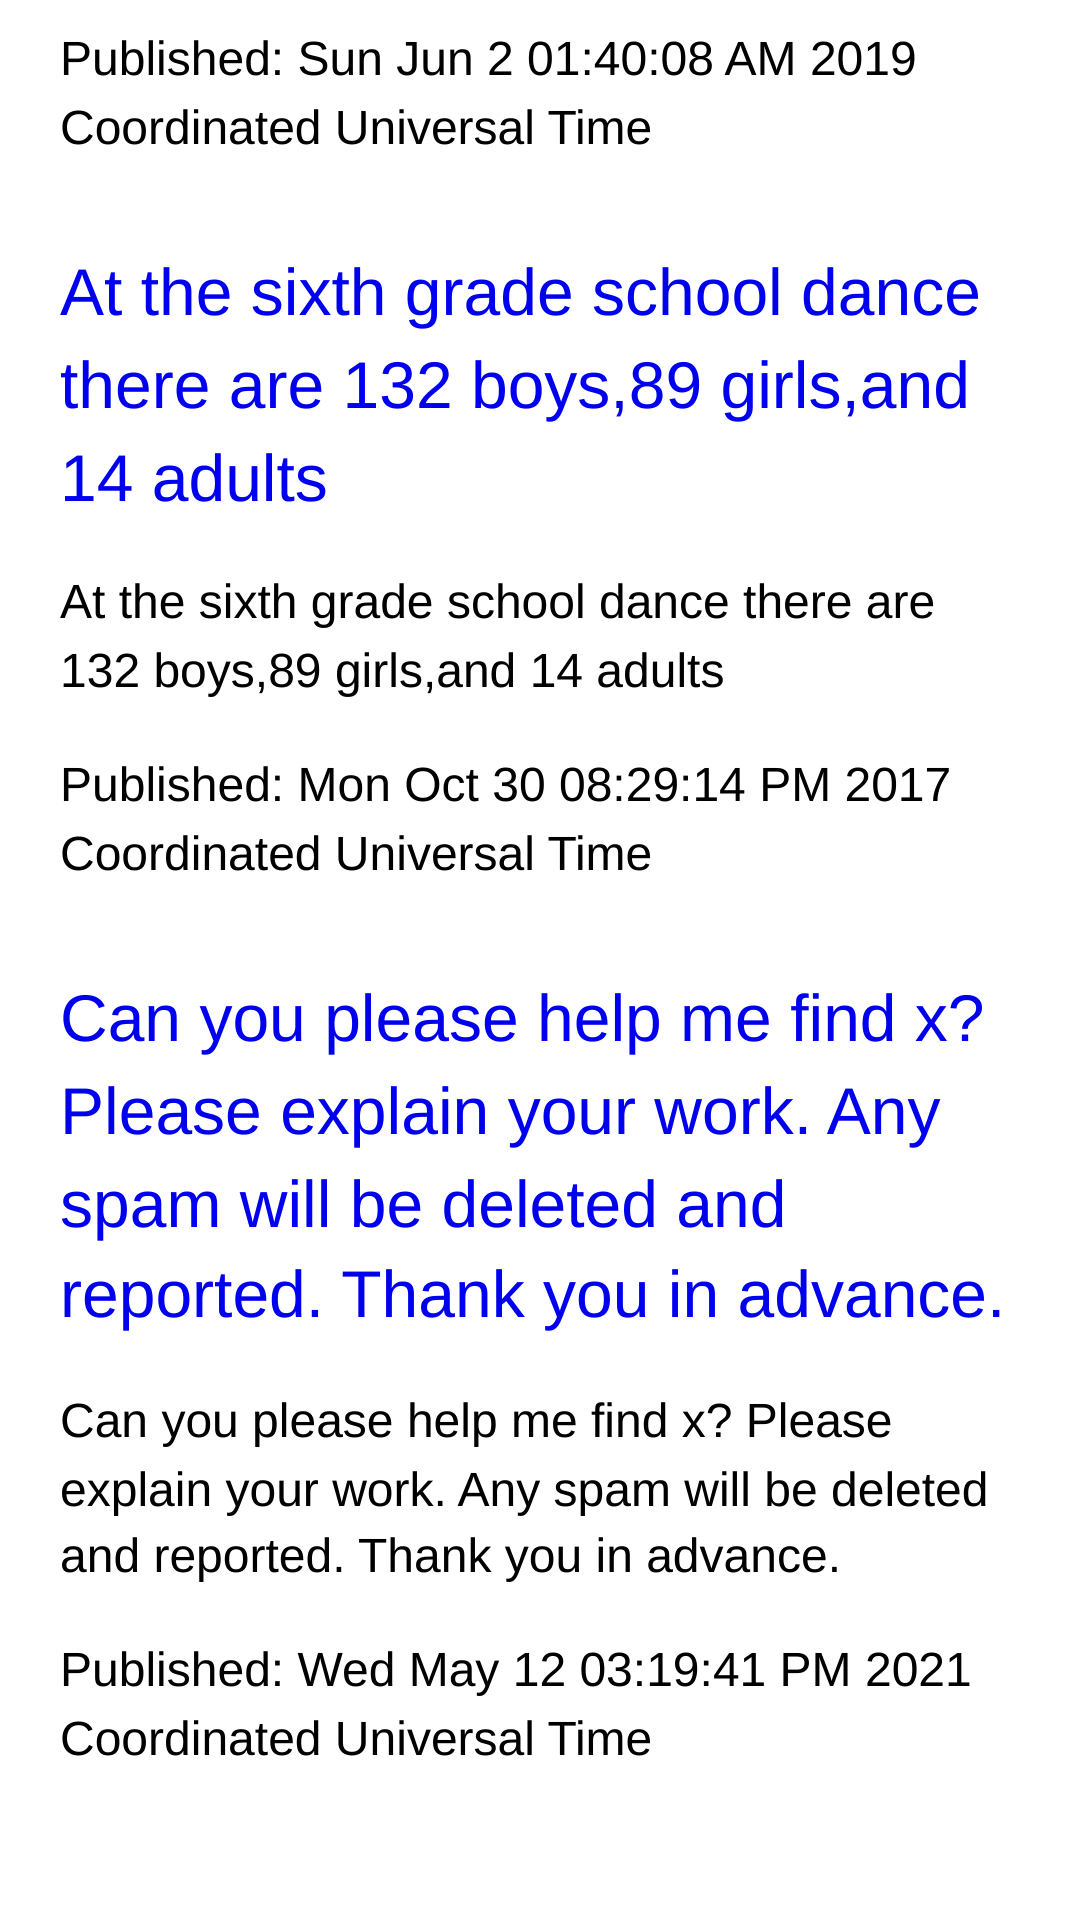 Published: Sun Jun 2 01:40:08 AM 2019
Coordinated Universal Time
At the sixth grade school dance
there are 132 boys,89 girls,and
14 adults
At the sixth grade school dance there are
132 boys,89 girls,and 14 adults
Published: Mon Oct 30 08:29:14 PM 2017
Coordinated Universal Time
Can you please help me find x?
Please explain your work. Any
spam will be deleted and
reported. Thank you in advance.
Can you please help me find x? Please
explain your work. Any spam will be deleted
and reported. Thank you in advance.
Published: Wed May 12 03:19:41 PM 2021
Coordinated Universal Time